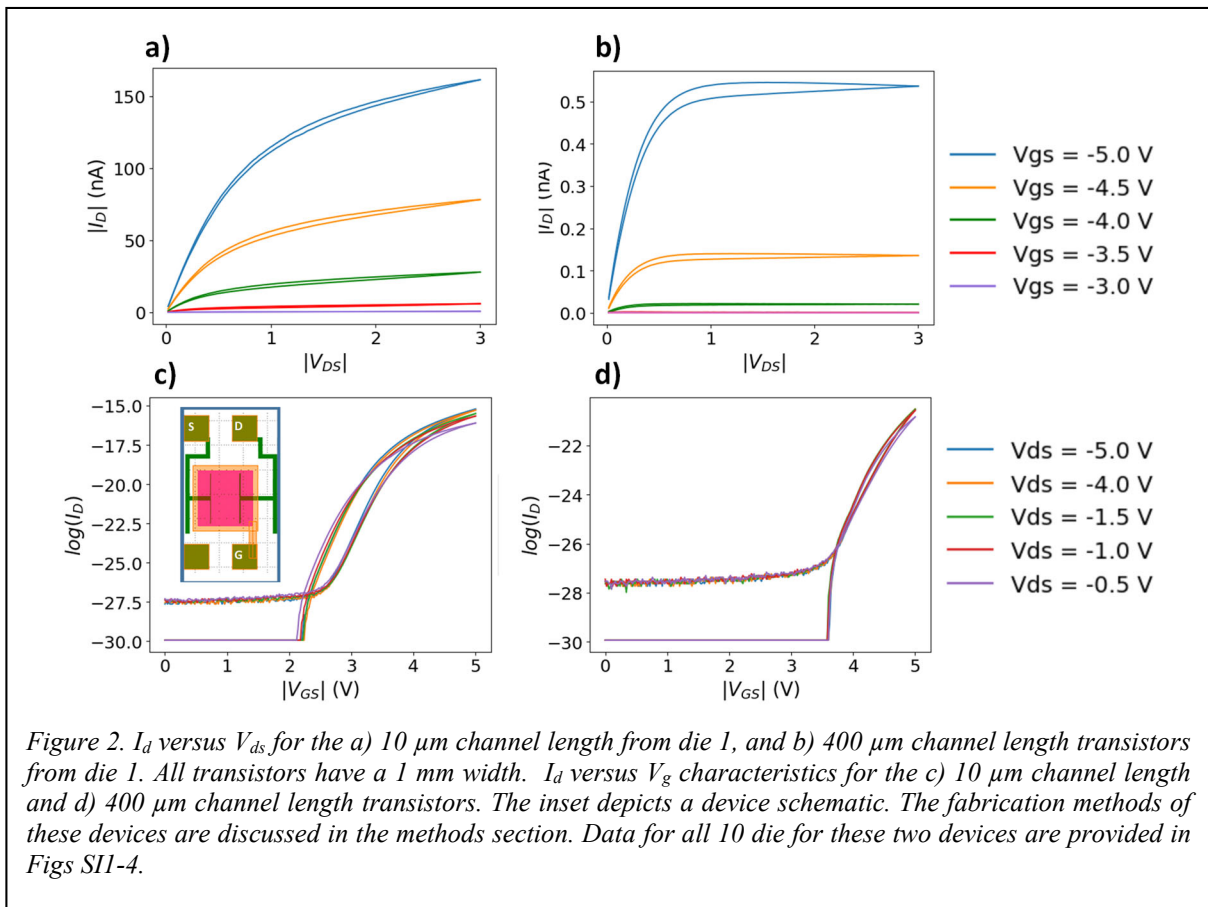 a)
b)
|I_D| (nA)
150
100
50
0
0 1 2 3
|V_DS|
|I_D| (nA)
0.5
0.4
0.3
0.2
0.1
0.0
0 1 2 3
|V_DS|
Vgs = -5.0 V
Vgs = -4.5 V
Vgs = -4.0 V
Vgs = -3.5 V
Vgs = -3.0 V
c)
d)
log(I_D)
−15.0
−17.5
−20.0
−22.5
−25.0
−27.5
−30.0
S D
G
0 1 2 3 4 5
|V_GS| (V)
log(I_D)
−22
−24
−26
−28
−30
0 1 2 3 4 5
|V_GS| (V)
Vds = -5.0 V
Vds = -4.0 V
Vds = -1.5 V
Vds = -1.0 V
Vds = -0.5 V
Figure 2. I_d versus V_ds for the a) 10 µm channel length from die 1, and b) 400 µm channel length transistors
from die 1. All transistors have a 1 mm width. I_d versus V_g characteristics for the c) 10 µm channel length
and d) 400 µm channel length transistors. The inset depicts a device schematic. The fabrication methods of
these devices are discussed in the methods section. Data for all 10 die for these two devices are provided in
Figs SI1-4.